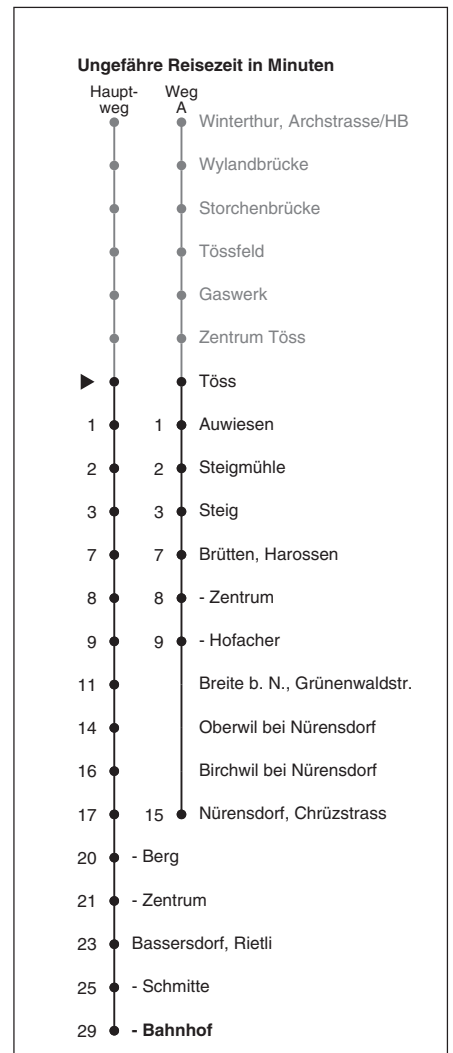 Ungefähre Reisezeit in Minuten
Haupt- Weg
weg A
Winterthur, Archstrasse/HB
Wylandbrücke
Storchenbrücke
Tössfeld
Gaswerk
Zentrum Töss
Töss
1 1 Auwiesen
2 2 Steigmühle
3 3 Steig
7 7 Brütten, Harossen
8 8 - Zentrum
9 9 - Hofacher
11 Breite b. N., Grünenwaldstr.
14 Oberwil bei Nürensdorf
16 Birchwil bei Nürensdorf
17 15 Nürensdorf, Chrüzstrass
20 - Berg
21 - Zentrum
23 Bassersdorf, Rietli
25 - Schmitte
29 - Bahnhof